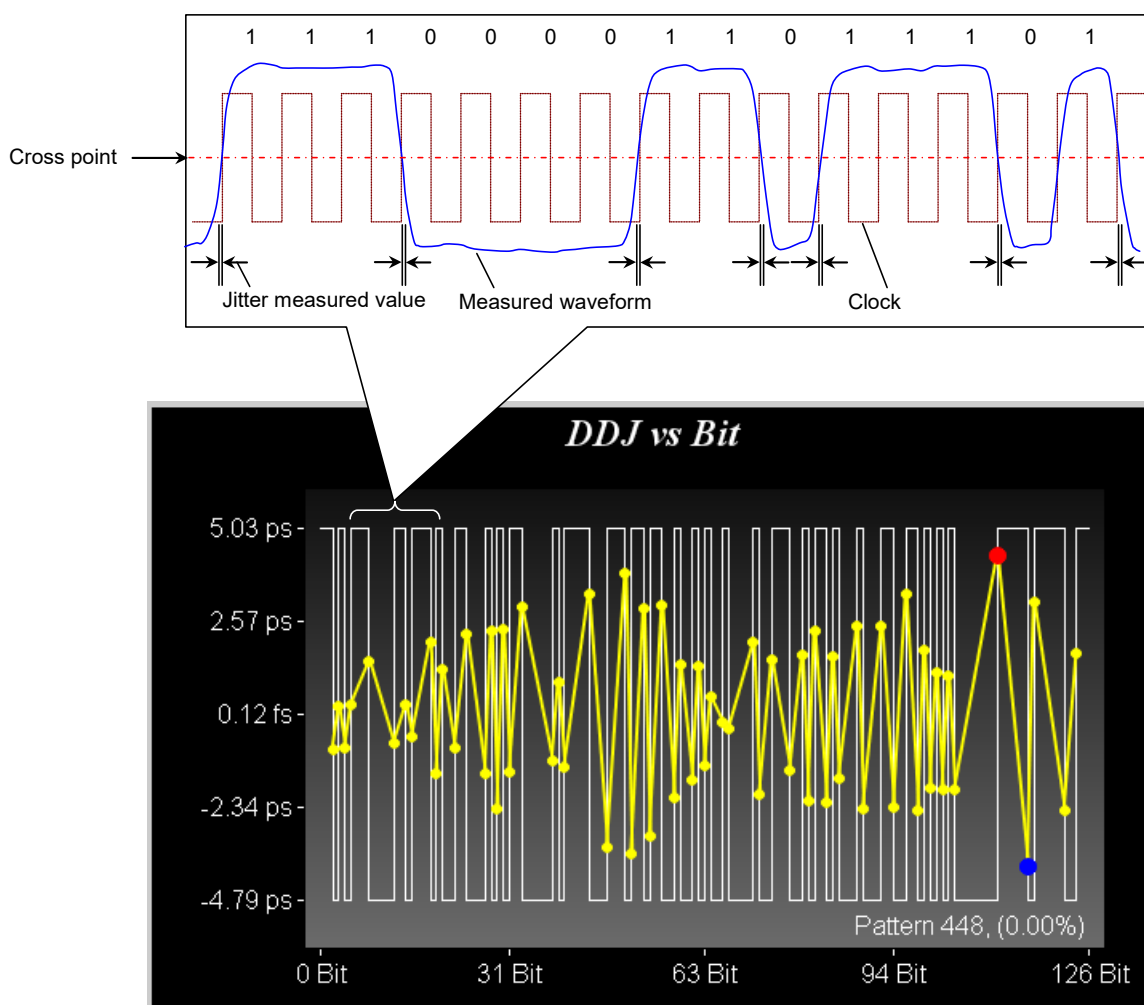 1 1 1 0 0 0 0 1 1 0 1 1 1 0 1
Cross point
Jitter measured value
Measured waveform
Clock
DDJ vs Bit
5.03 ps
2.57 ps
0.12 fs
-2.34 ps
-4.79 ps
Pattern 448, (0.00%)
0 Bit 31 Bit 63 Bit 94 Bit 126 Bit